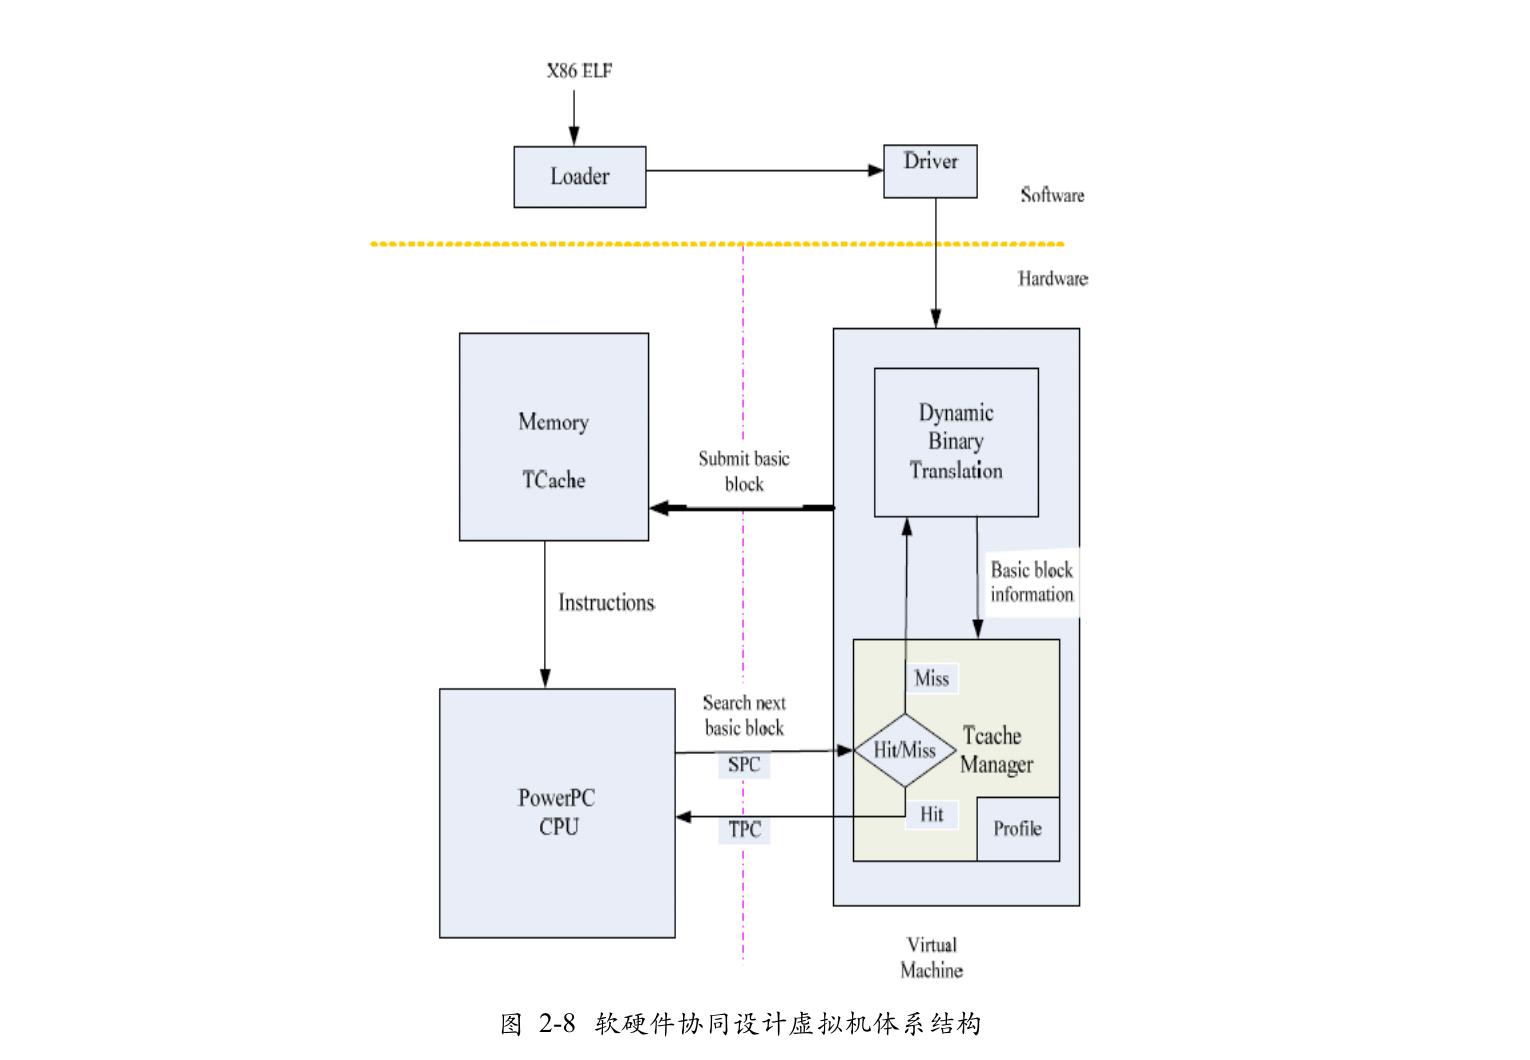 X86 ELF
Loader
Driver
Software
Hardware
Memory
TCache
Dynamic
Binary
Translation
Submit basic
block
Basic block
information
Instructions
Miss
Search next
basic block
SPC
Hit/Miss
Tcache
Manager
PowerPC
CPU
TPC
Hit
Profile
Virtual
Machine
图 2-8 软硬件协同设计虚拟机体系结构